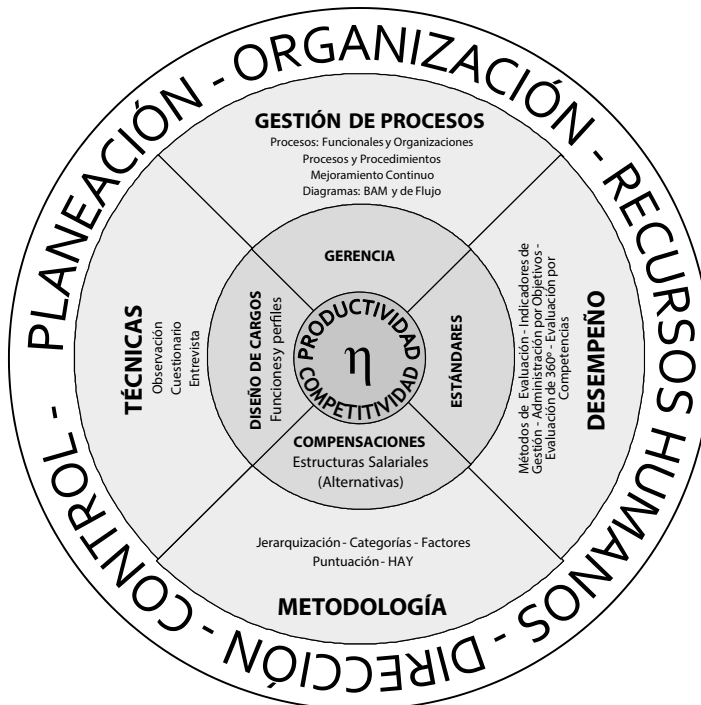 PLANEACIÓN - ORGANIZACIÓN - RECURSOS HUMANOS - DIRECCIÓN - CONTROL -
GESTIÓN DE PROCESOS
Procesos: Funcionales y Organizaciones
Procesos y Procedimientos
Mejoramiento Continuo
Diagramas: BAM y de Flujo
GERENCIA
TÉCNICAS
Observación
Cuestionario
Entrevista
DISEÑO DE CARGOS
Funciones y perfiles
PRODUCTIVIDAD
η
COMPETITIVIDAD
ESTÁNDARES
Métodos de Evaluación - Indicadores de
Gestión - Administración por Objetivos -
Evaluación de 360º - Evaluación por
Competencias
DESEMPEÑO
COMPENSACIONES
Estructuras Salariales
(Alternativas)
Jerarquización - Categorías - Factores
Puntuación - HAY
METODOLOGÍA